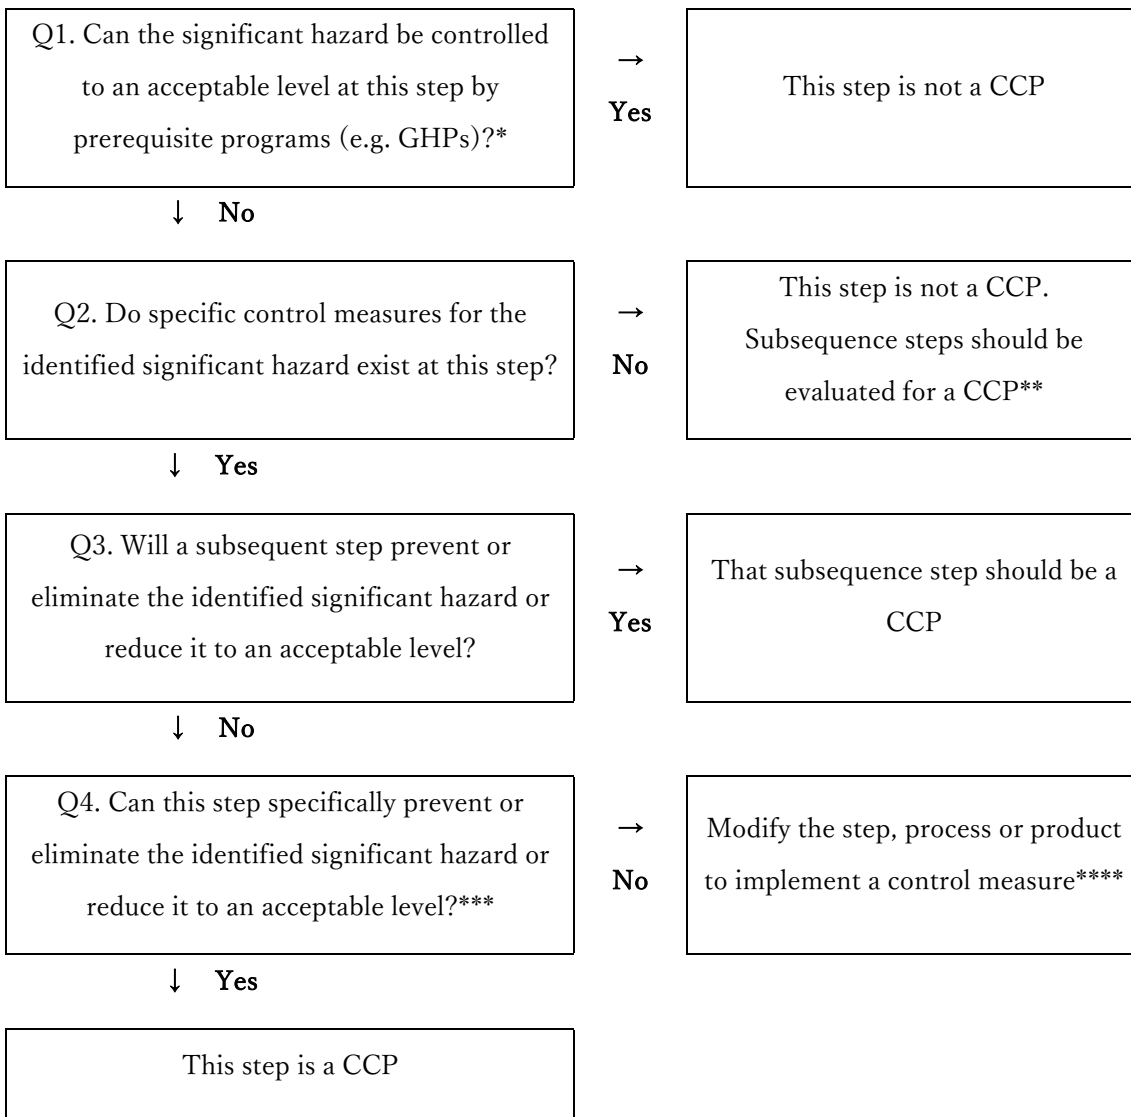 Q1. Can the significant hazard be controlled
to an acceptable level at this step by
prerequisite programs (e.g. GHPs)?*
→
Yes
This step is not a CCP
↓ No
Q2. Do specific control measures for the
identified significant hazard exist at this step?
→
No
This step is not a CCP.
Subsequence steps should be
evaluated for a CCP**
↓ Yes
Q3. Will a subsequent step prevent or
eliminate the identified significant hazard or
reduce it to an acceptable level?
→
Yes
That subsequence step should be a
CCP
↓ No
Q4. Can this step specifically prevent or
eliminate the identified significant hazard or
reduce it to an acceptable level?***
→
No
Modify the step, process or product
to implement a control measure****
↓ Yes
This step is a CCP